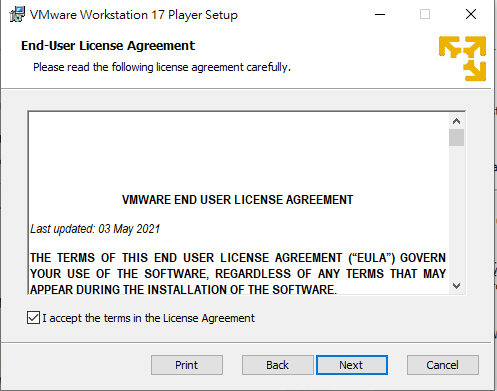 VMware Workstation 17 Player Setup
End-User License Agreement
Please read the following license agreement carefully.
VMWARE END USER LICENSE AGREEMENT
Last updated: 03 May 2021
THE TERMS OF THIS END USER LICENSE AGREEMENT (“EULA”) GOVERN
YOUR USE OF THE SOFTWARE, REGARDLESS OF ANY TERMS THAT MAY
APPEAR DURING THE INSTALLATION OF THE SOFTWARE.
I accept the terms in the License Agreement
Print Back Next Cancel